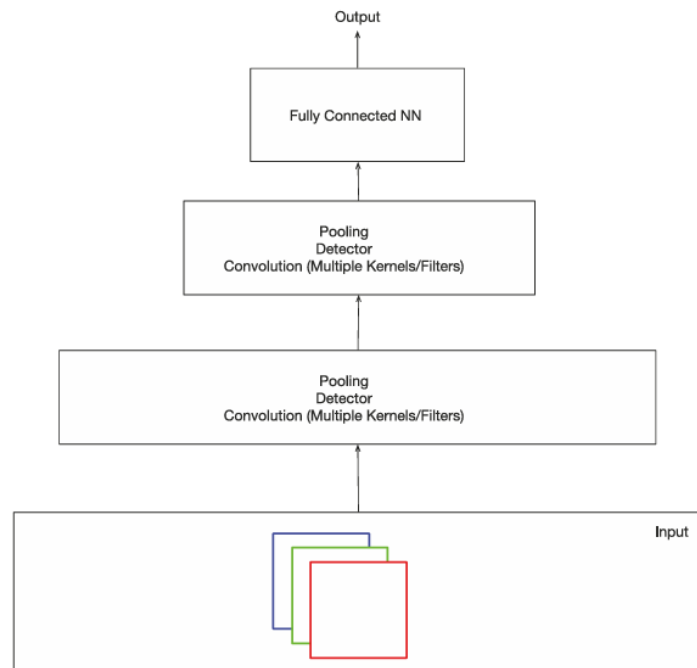 Output
Fully Connected NN
Pooling
Detector
Convolution (Multiple Kernels/Filters)
Pooling
Detector
Convolution (Multiple Kernels/Filters)
Input